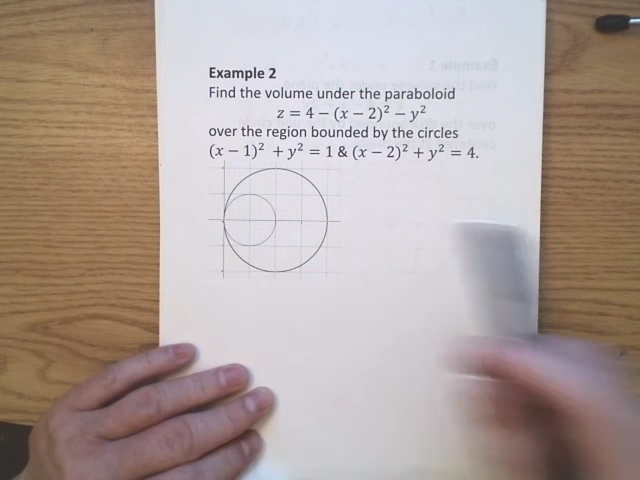 Example 2
Find the volume under the paraboloid
z = 4 − (x − 2)² − y²
over the region bounded by the circles
(x − 1)² + y² = 1 & (x − 2)² + y² = 4.